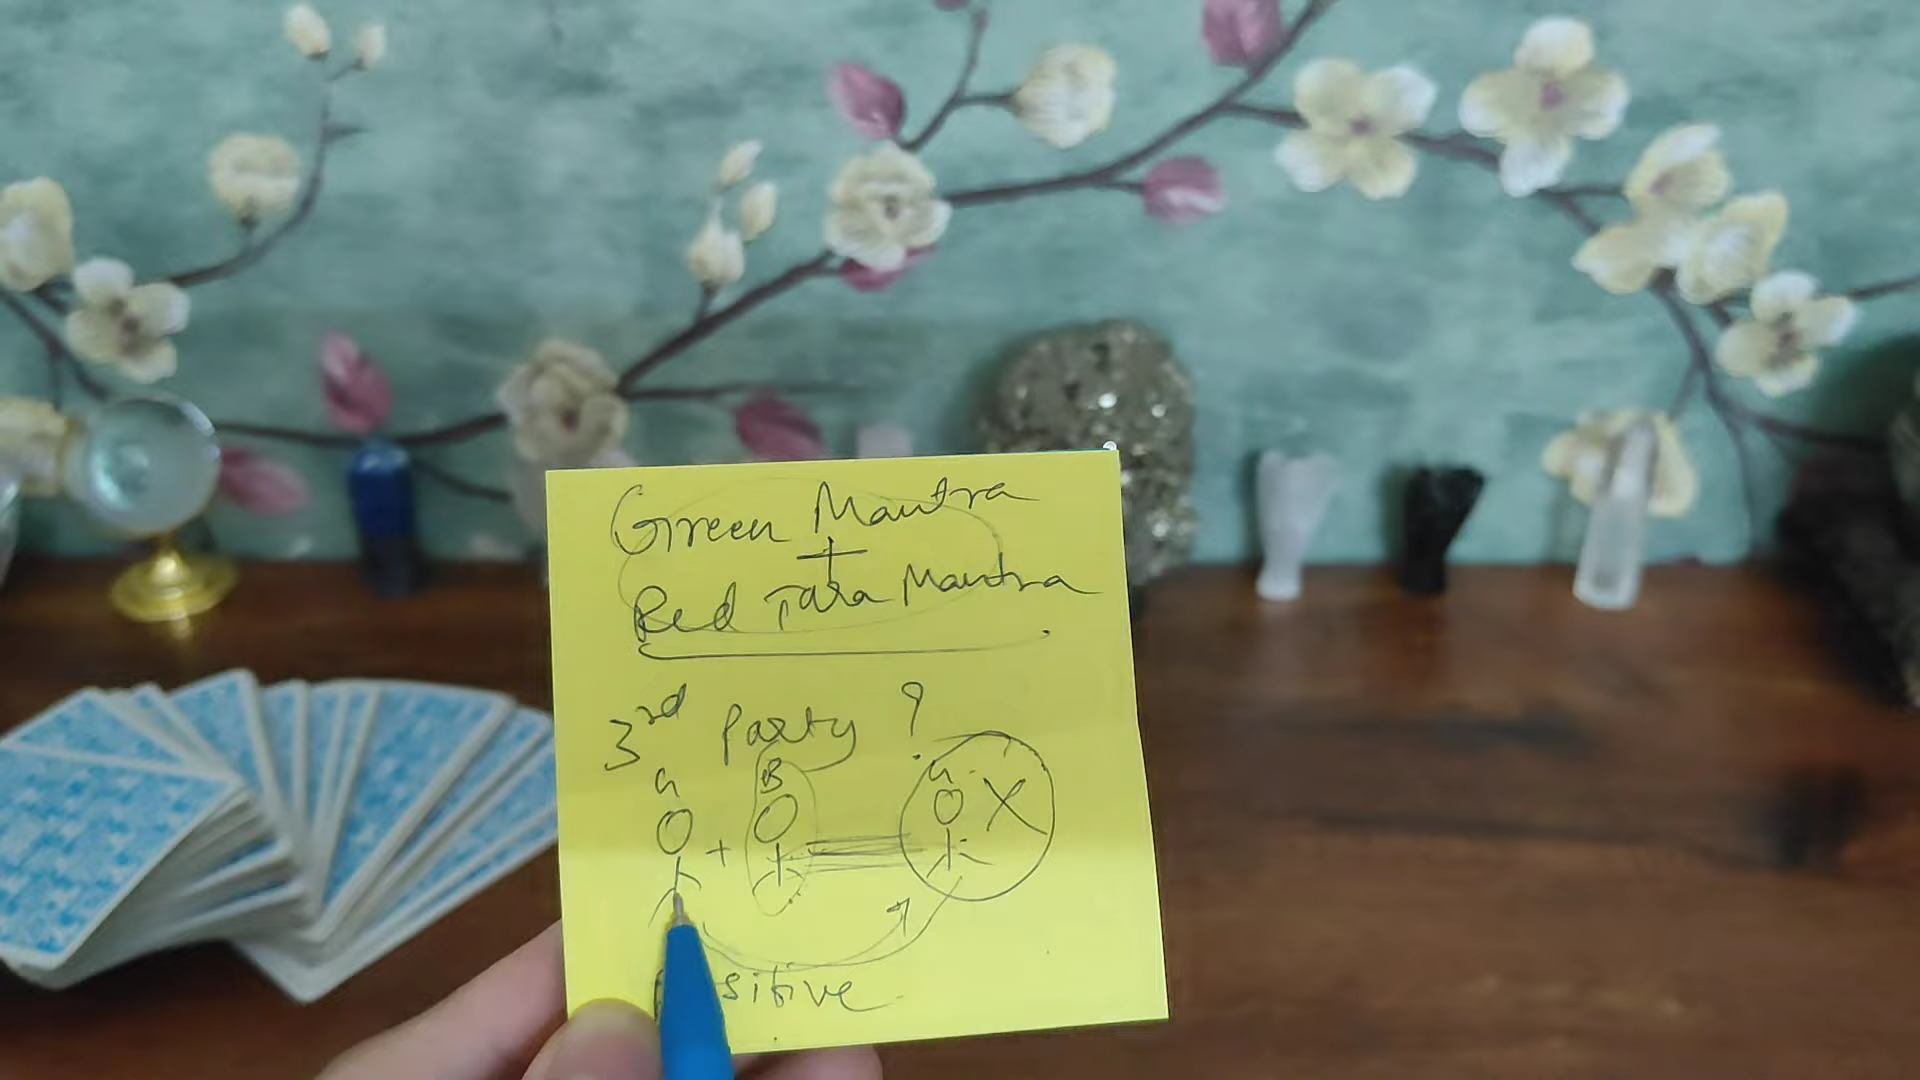 Green Mantra
+
Red Tara Mantra
3rd Party ?
B
+
X
sitive